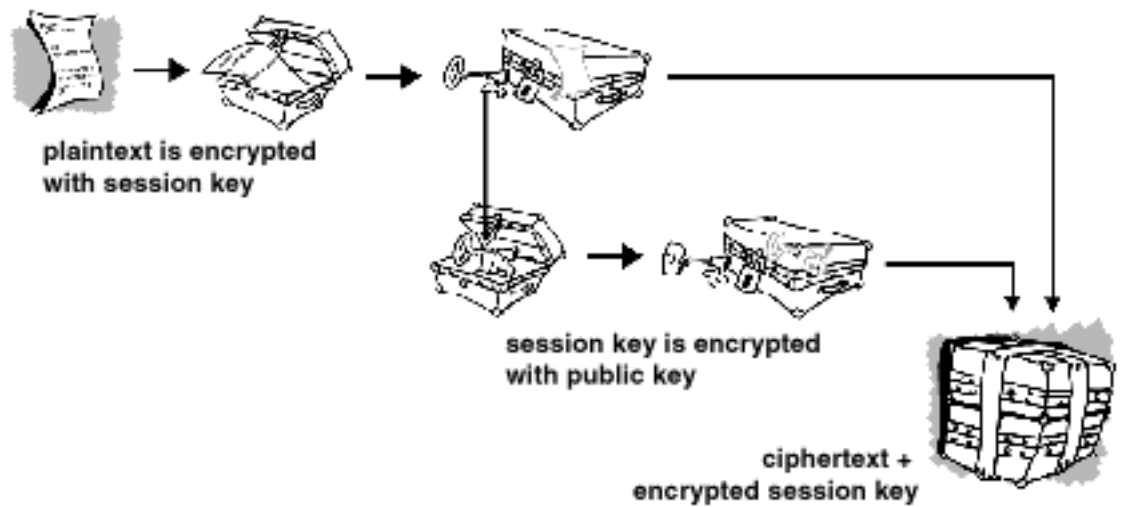 plaintext is encrypted
with session key
session key is encrypted
with public key
ciphertext +
encrypted session key